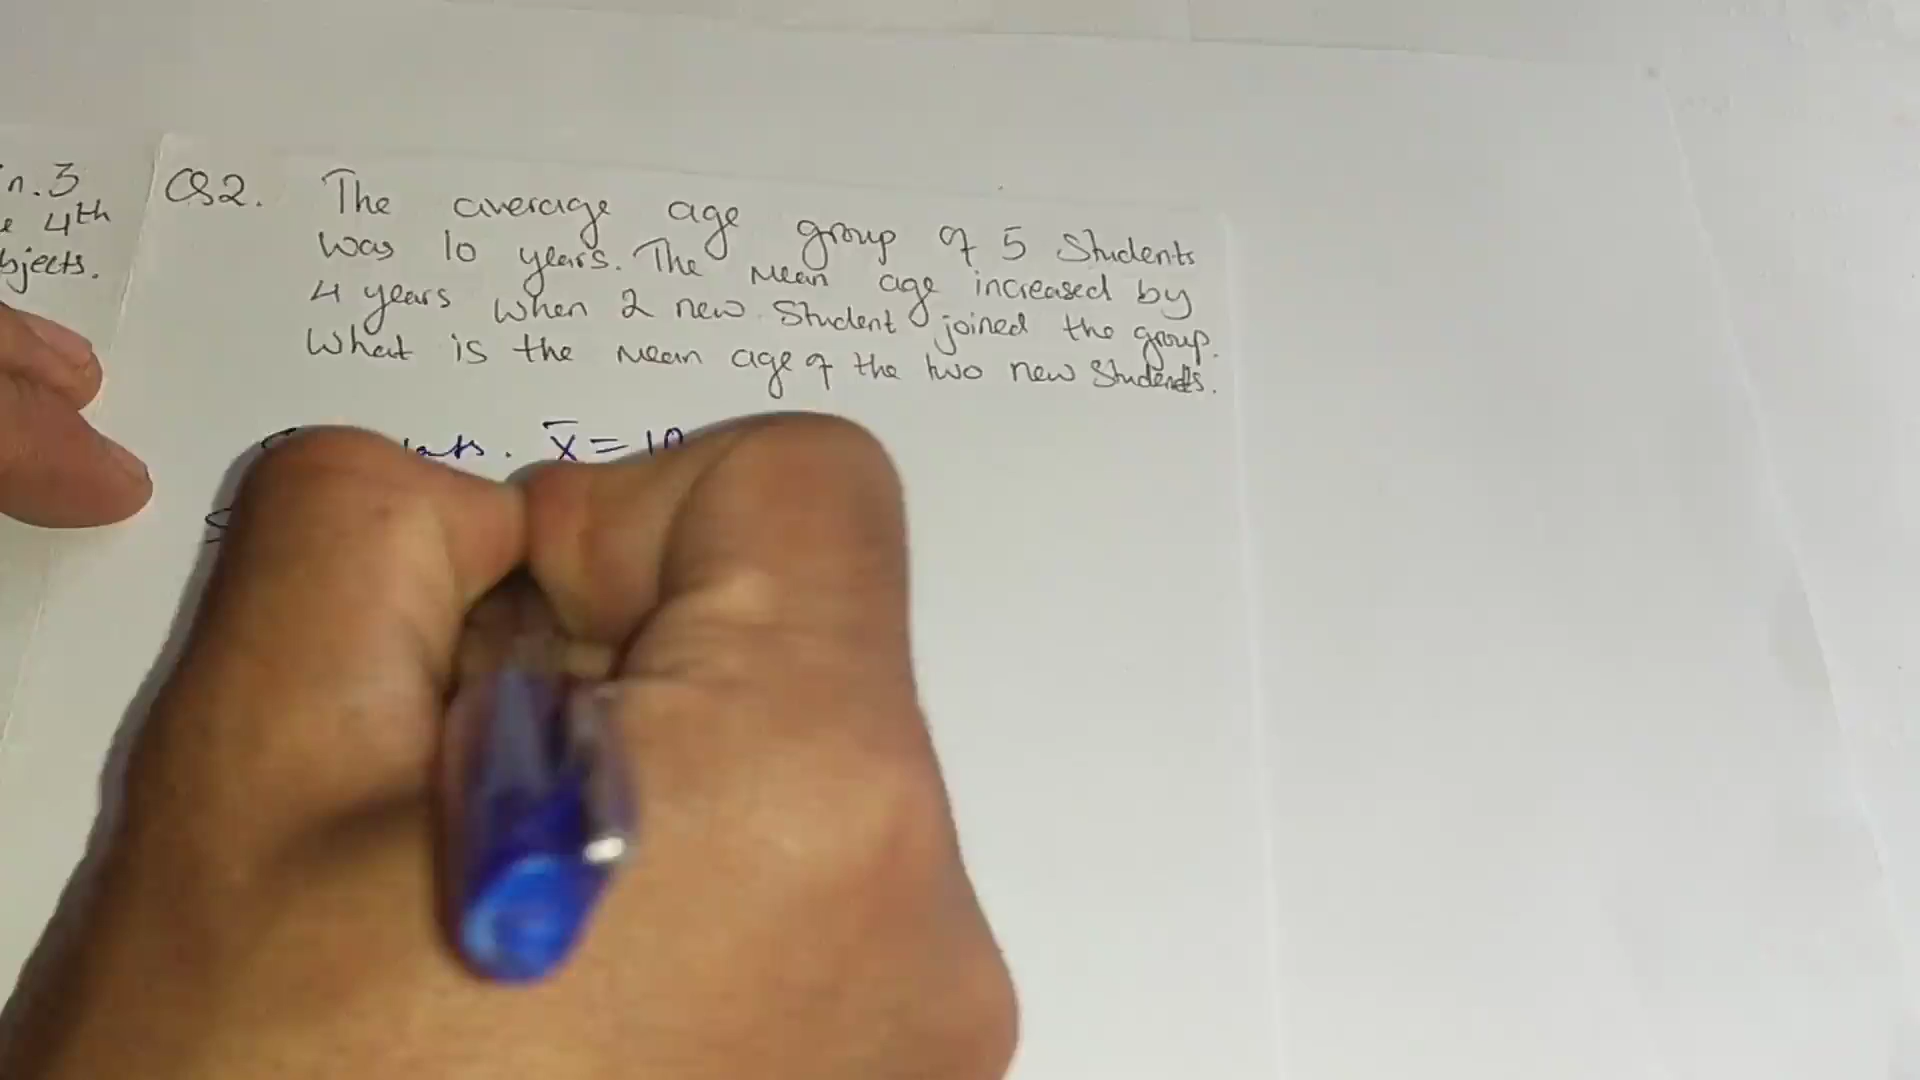 n. 3
4th
bjects.
Q2. The average age group of 5 Students
was 10 years. The mean age increased by
4 years when 2 new Student joined the group.
What is the mean age of the two new Students.
x̄ = 10